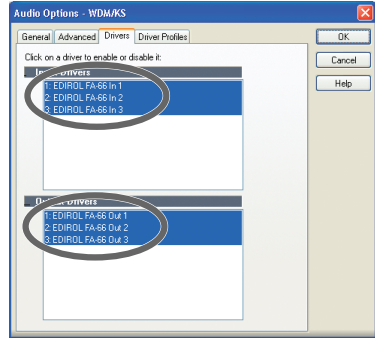 Audio Options - WDM/KS
General Advanced Drivers Driver Profiles
OK
Click on a driver to enable or disable it:
Cancel
Drivers
Help
1: EDIROL FA-66 In 1
2: EDIROL FA-66 In 2
3: EDIROL FA-66 In 3
Drivers
1: EDIROL FA-66 Out 1
2: EDIROL FA-66 Out 2
3: EDIROL FA-66 Out 3